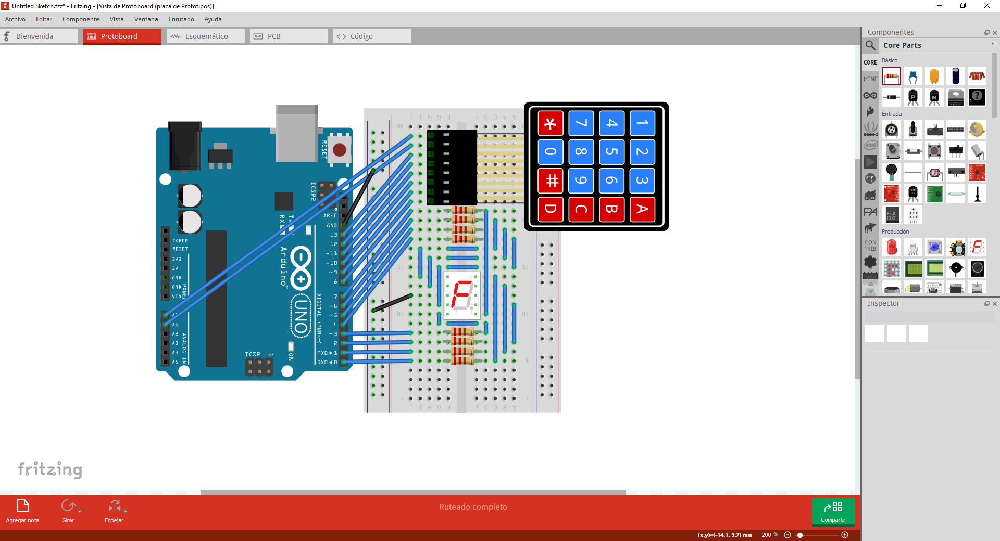 Untitled Sketch.fzz* - Fritzing - [Vista de Protoboard (placa de Prototipos)]
Archivo Editar Componente Vista Ventana Enrutado Ayuda
Bienvenida Protoboard Esquemático PCB Código
Componentes
Core Parts
CORE
MINE
seeed
intel
PA
CON
TRIB
Básico
Entrada
RFID
ID12
Producción
Inspector
RESET
ICSP2
AREF
GND
13
12
~11
~10
~9
8
7
~6
~5
4
~3
2
TX0▶1
RX0◀0
TX
RX
IOREF
RESET
3V3
5V
GND
GND
VIN
POWER
A0
A1
A2
A3
A4
A5
ANALOG IN
Arduino™
UNO
DIGITAL (PWM=~)
ICSP 1
ON
J I H G F E D C B A
30
15 15
10 10
5
1 1
J I H G F E D C B A
* 7 4 1
0 8 5 2
# 9 6 3
D C B A
fritzing
Agregar nota Girar Espejar
Ruteado completo
Compartir
(x,y)=(-14.1, 9.7) mm 200 %